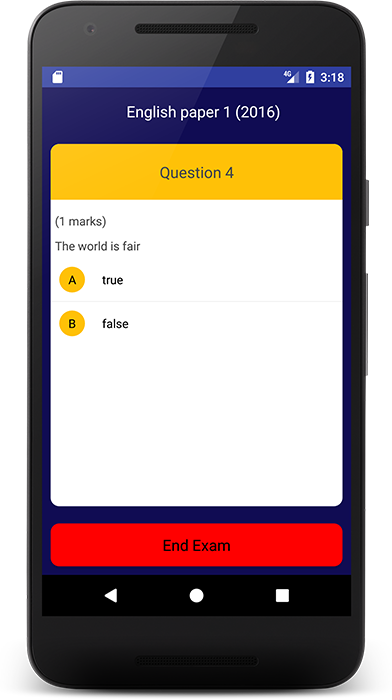 4G 3:18
English paper 1 (2016)
Question 4
(1 marks)
The world is fair
A true
B false
End Exam